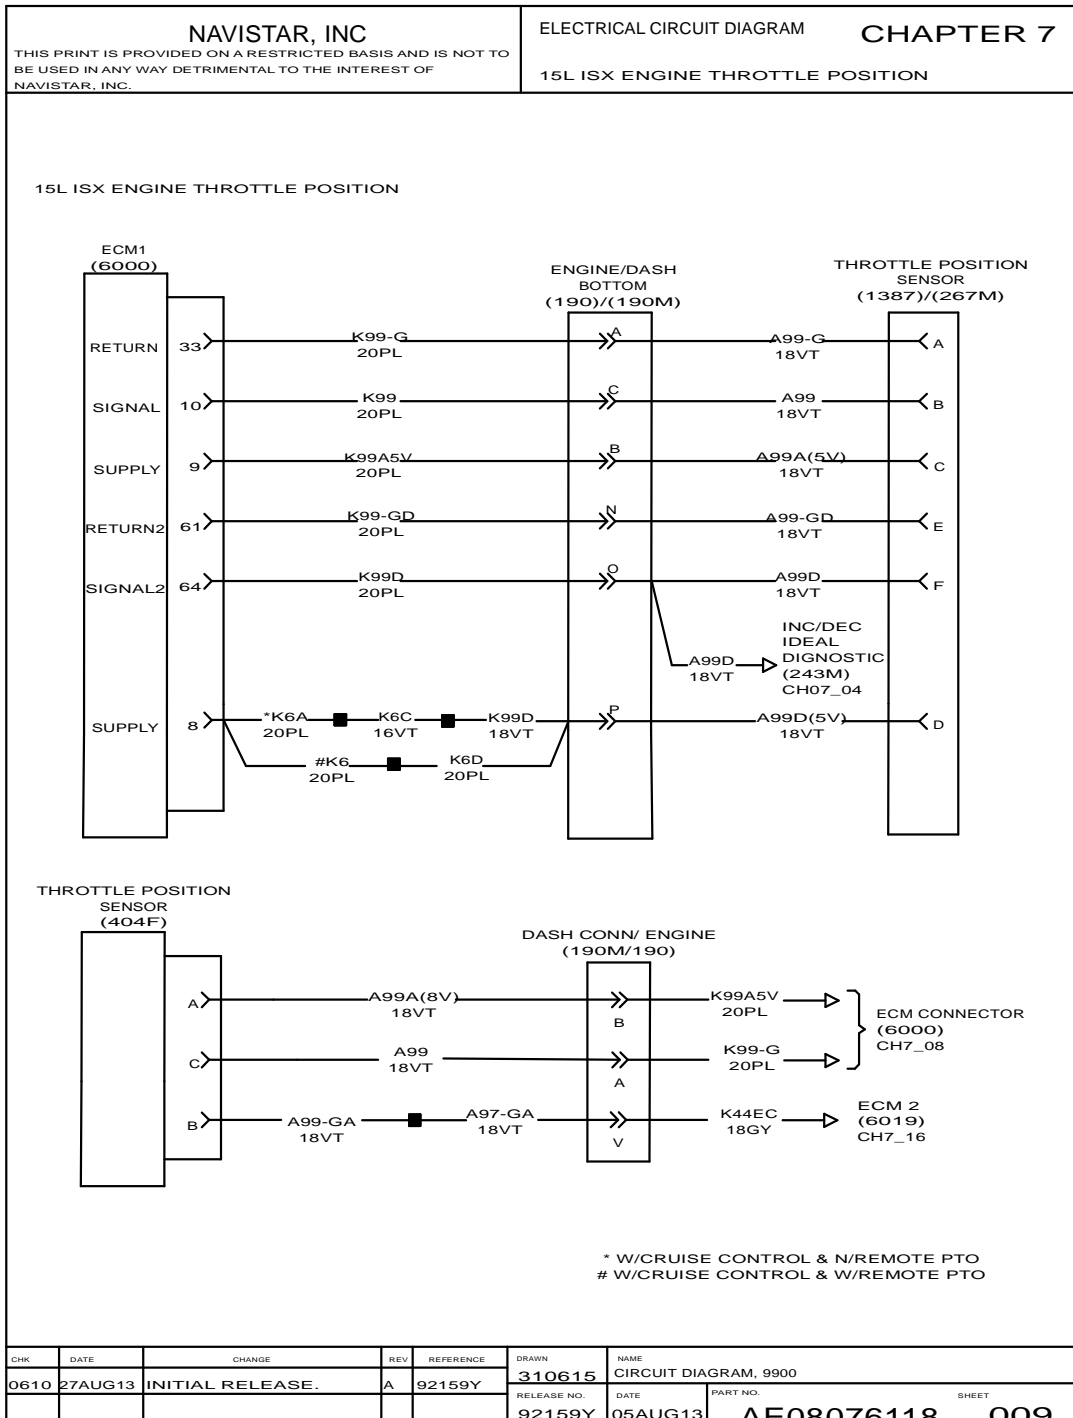 NAVISTAR, INC
THIS PRINT IS PROVIDED ON A RESTRICTED BASIS AND IS NOT TO
BE USED IN ANY WAY DETRIMENTAL TO THE INTEREST OF
NAVISTAR, INC.
ELECTRICAL CIRCUIT DIAGRAM
CHAPTER 7
15L ISX ENGINE THROTTLE POSITION
15L ISX ENGINE THROTTLE POSITION
ECM1
(6000)
ENGINE/DASH
BOTTOM
(190)/(190M)
THROTTLE POSITION
SENSOR
(1387)/(267M)
RETURN 33 K99-G A A99-G A
20PL 18VT
SIGNAL 10 K99 C A99 B
20PL 18VT
SUPPLY 9 K99A5V B A99A(5V) C
20PL 18VT
RETURN2 61 K99-GD N A99-GD E
20PL 18VT
SIGNAL2 64 K99D O A99D F
20PL 18VT
A99D
18VT
INC/DEC
IDEAL
DIGNOSTIC
(243M)
CH07_04
SUPPLY 8 *K6A K6C K99D P A99D(5V) D
20PL 16VT 18VT 18VT
#K6 K6D
20PL 20PL
THROTTLE POSITION
SENSOR
(404F)
DASH CONN/ ENGINE
(190M/190)
A A99A(8V) B K99A5V
18VT 20PL
C A99 A K99-G
18VT 20PL
ECM CONNECTOR
(6000)
CH7_08
B A99-GA A97-GA V K44EC
18VT 18VT 18GY
ECM 2
(6019)
CH7_16
* W/CRUISE CONTROL & N/REMOTE PTO
# W/CRUISE CONTROL & W/REMOTE PTO
CHK DATE CHANGE REV REFERENCE
0610 27AUG13 INITIAL RELEASE. A 92159Y
DRAWN
310615
NAME
CIRCUIT DIAGRAM, 9900
RELEASE NO.
92159Y
DATE
05AUG13
PART NO.
AE08076118
SHEET
009